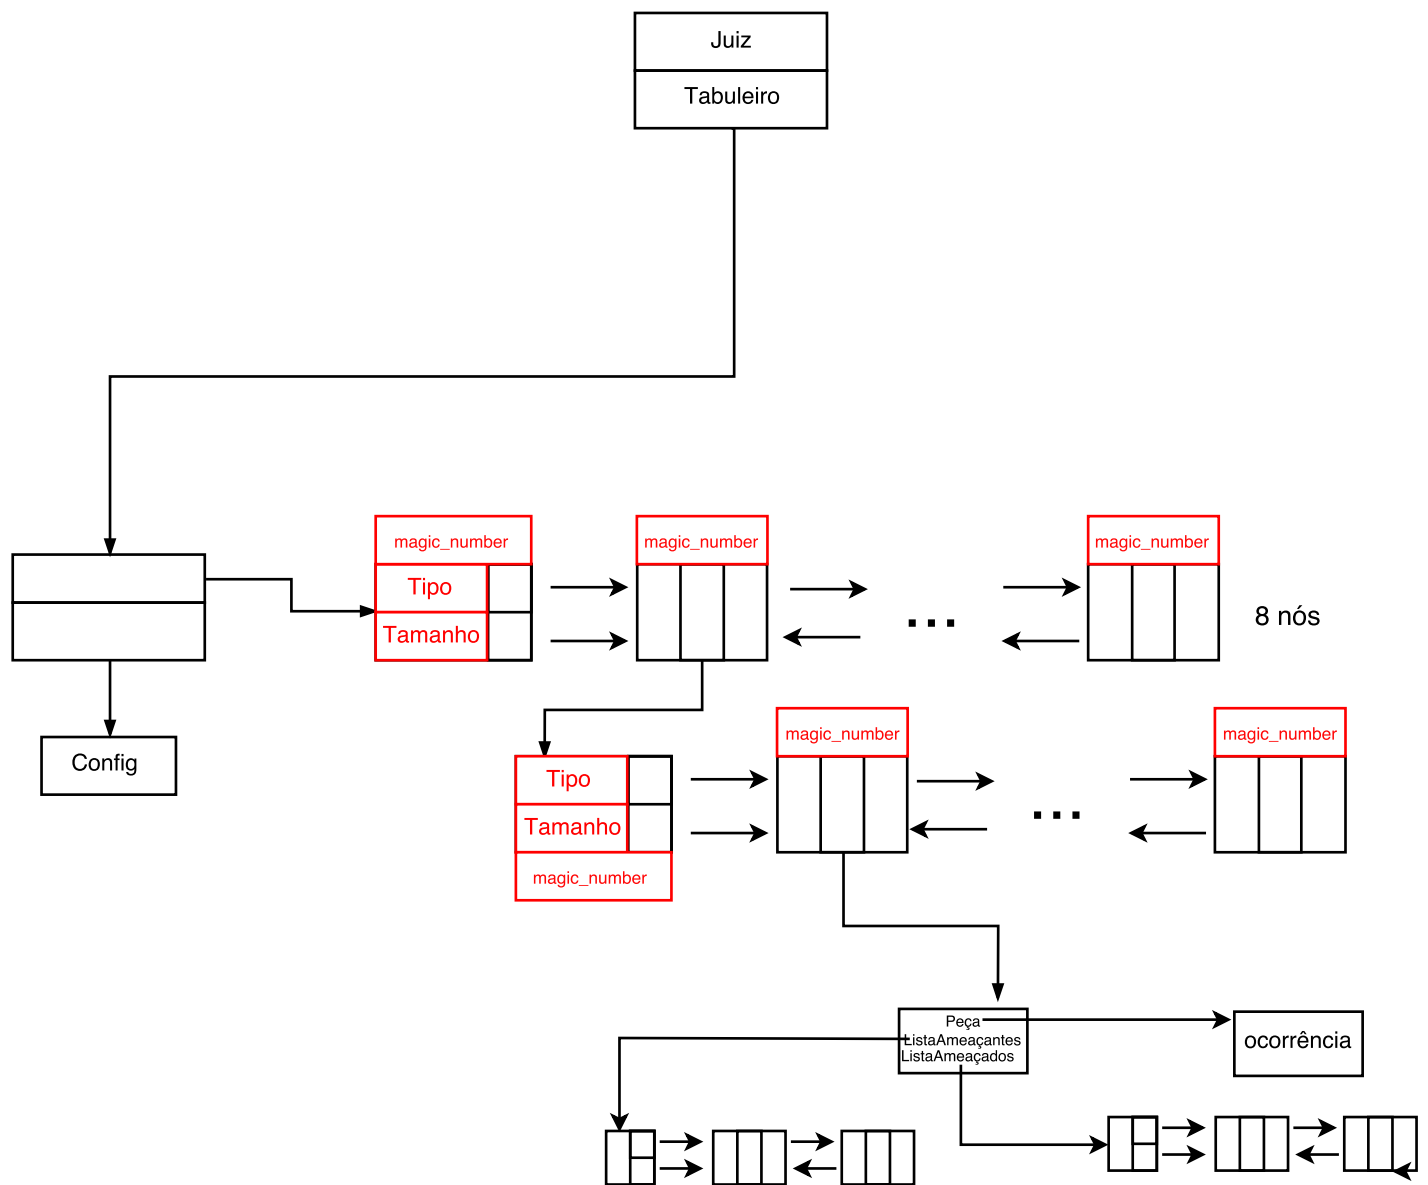 Juiz
Tabuleiro
magic_number
magic_number
magic_number
Tipo
Tamanho
...
8 nós
Config
magic_number
magic_number
Tipo
Tamanho
...
magic_number
Peça
ListaAmeaçantes
ListaAmeaçados
ocorrência